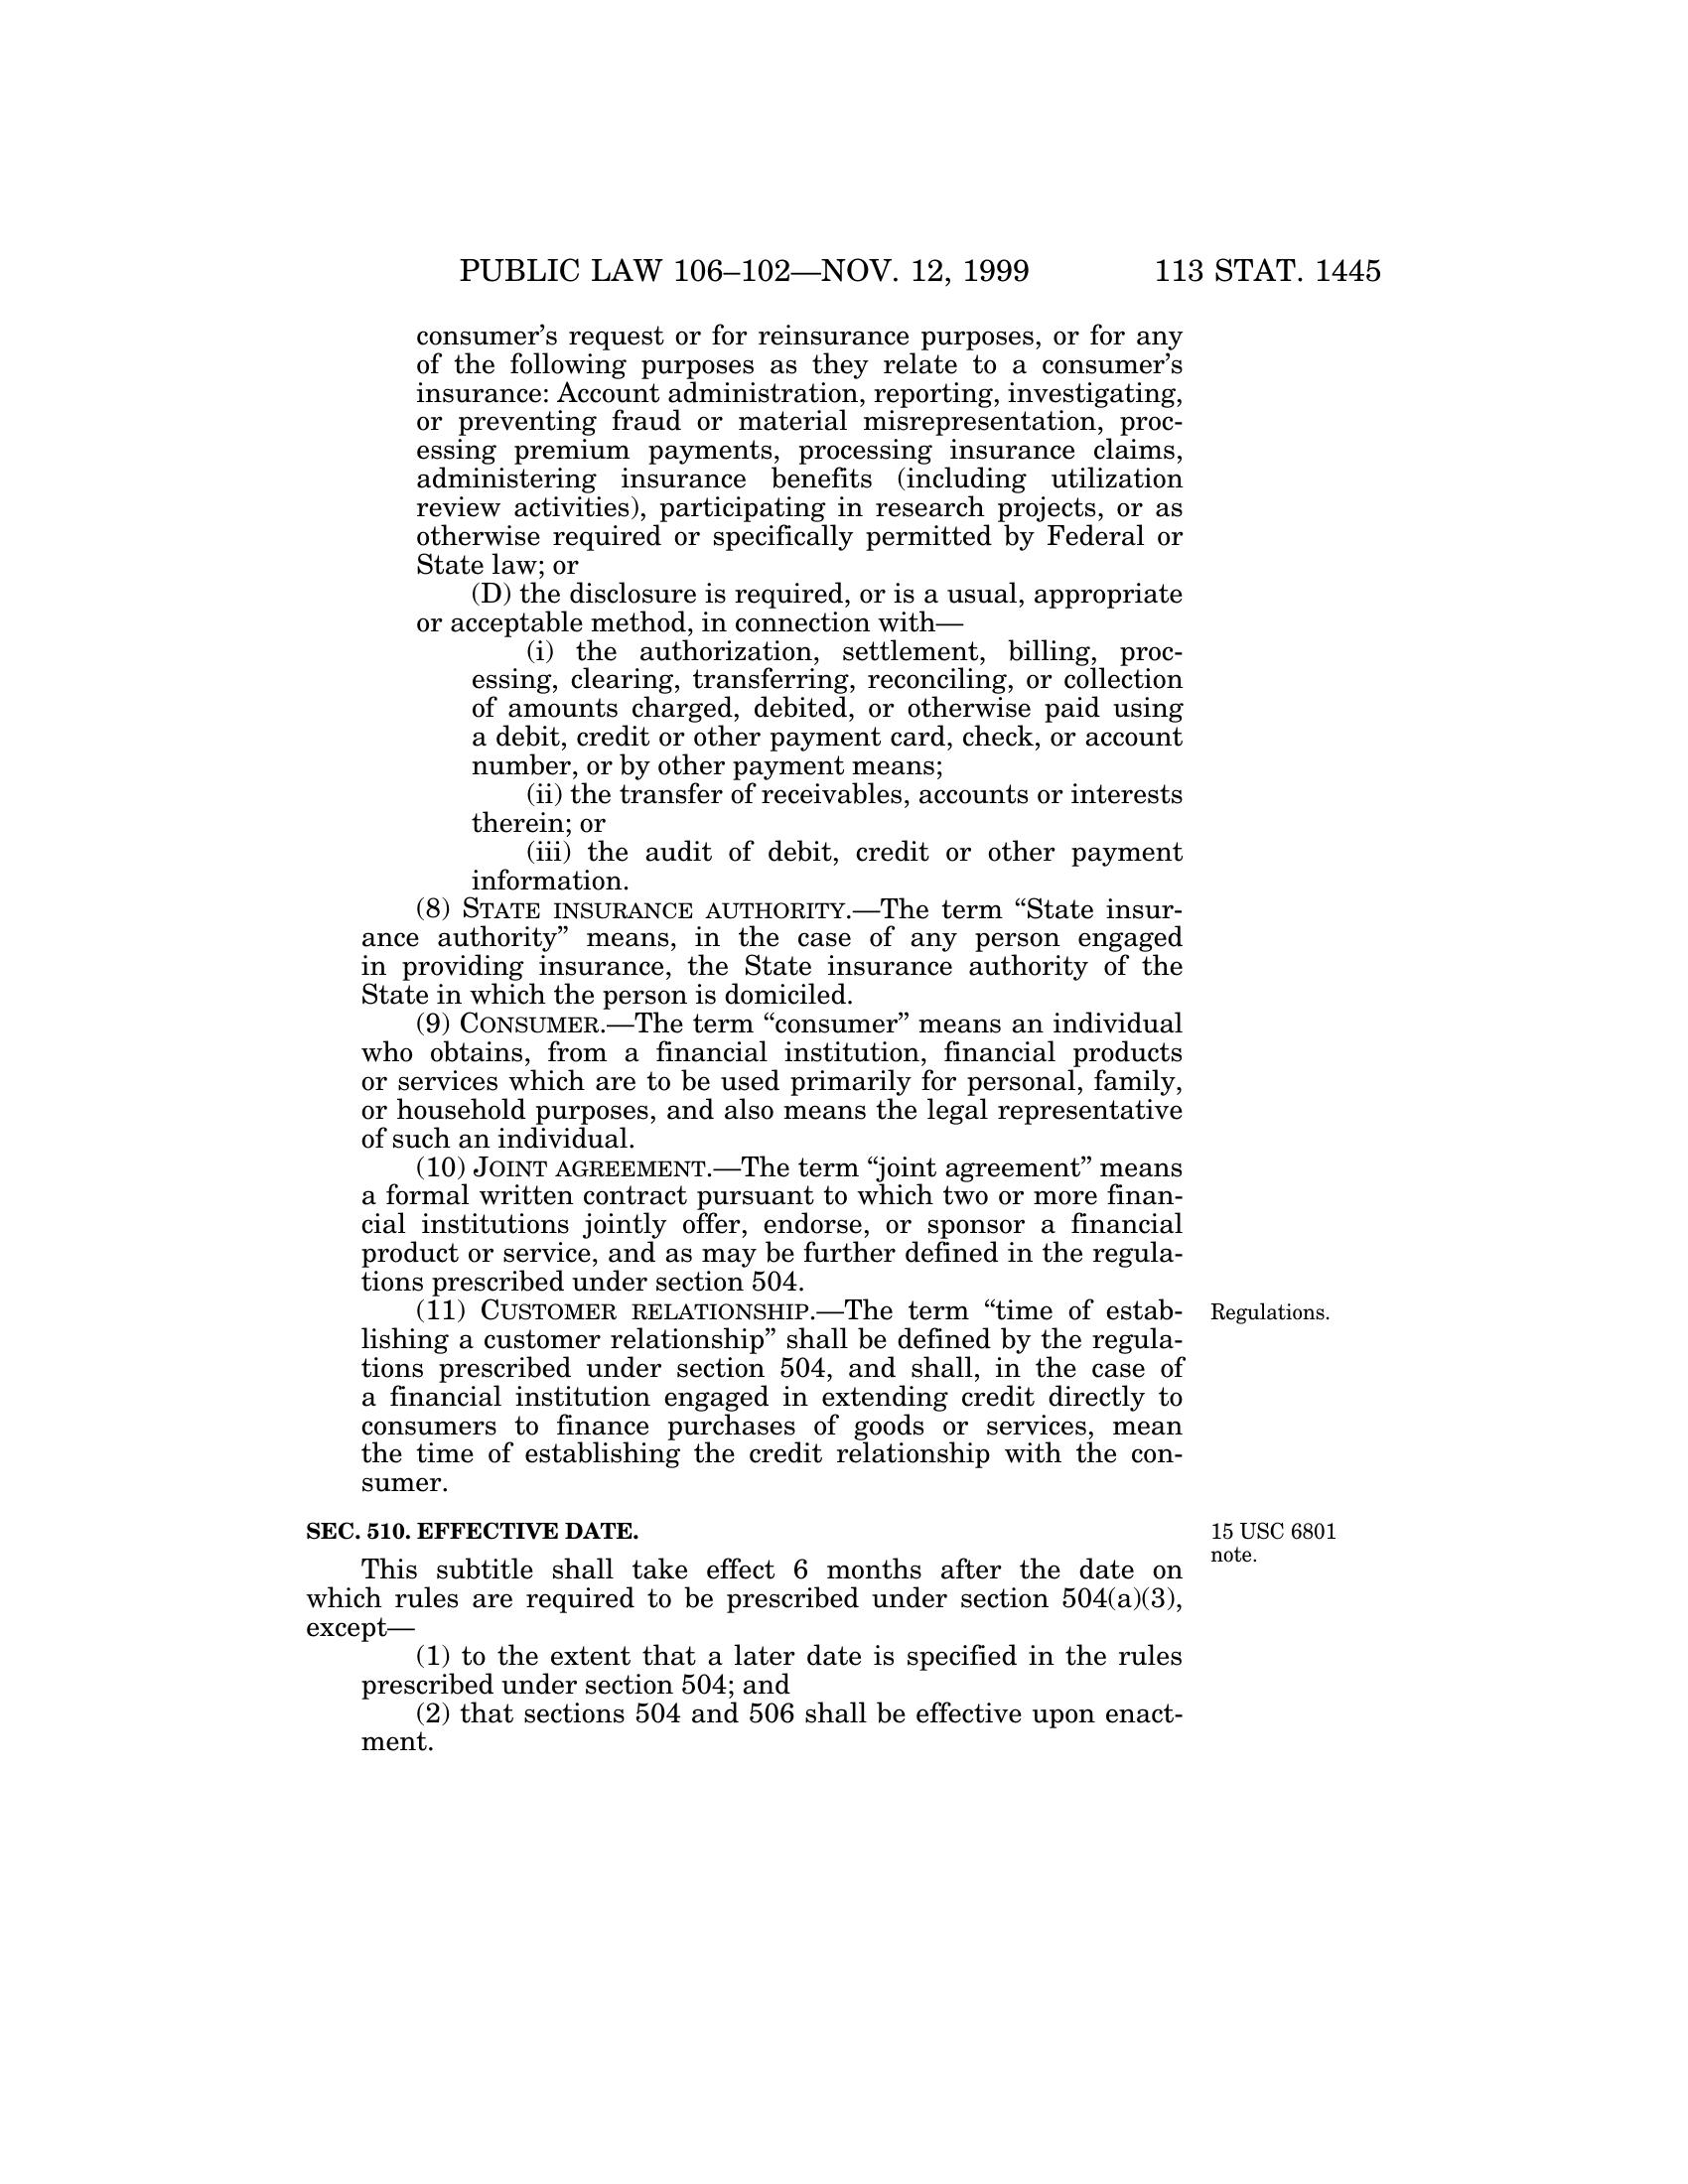 PUBLIC LAW 106–102—NOV. 12, 1999 113 STAT. 1445
consumer’s request or for reinsurance purposes, or for any
of the following purposes as they relate to a consumer’s
insurance: Account administration, reporting, investigating,
or preventing fraud or material misrepresentation, proc-
essing premium payments, processing insurance claims,
administering insurance benefits (including utilization
review activities), participating in research projects, or as
otherwise required or specifically permitted by Federal or
State law; or
(D) the disclosure is required, or is a usual, appropriate
or acceptable method, in connection with—
(i) the authorization, settlement, billing, proc-
essing, clearing, transferring, reconciling, or collection
of amounts charged, debited, or otherwise paid using
a debit, credit or other payment card, check, or account
number, or by other payment means;
(ii) the transfer of receivables, accounts or interests
therein; or
(iii) the audit of debit, credit or other payment
information.
(8) STATE INSURANCE AUTHORITY.—The term “State insur-
ance authority” means, in the case of any person engaged
in providing insurance, the State insurance authority of the
State in which the person is domiciled.
(9) CONSUMER.—The term “consumer” means an individual
who obtains, from a financial institution, financial products
or services which are to be used primarily for personal, family,
or household purposes, and also means the legal representative
of such an individual.
(10) JOINT AGREEMENT.—The term “joint agreement” means
a formal written contract pursuant to which two or more finan-
cial institutions jointly offer, endorse, or sponsor a financial
product or service, and as may be further defined in the regula-
tions prescribed under section 504.
(11) CUSTOMER RELATIONSHIP.—The term “time of estab-
lishing a customer relationship” shall be defined by the regula-
tions prescribed under section 504, and shall, in the case of
a financial institution engaged in extending credit directly to
consumers to finance purchases of goods or services, mean
the time of establishing the credit relationship with the con-
sumer.
Regulations.
SEC. 510. EFFECTIVE DATE.
15 USC 6801
note.
This subtitle shall take effect 6 months after the date on
which rules are required to be prescribed under section 504(a)(3),
except—
(1) to the extent that a later date is specified in the rules
prescribed under section 504; and
(2) that sections 504 and 506 shall be effective upon enact-
ment.